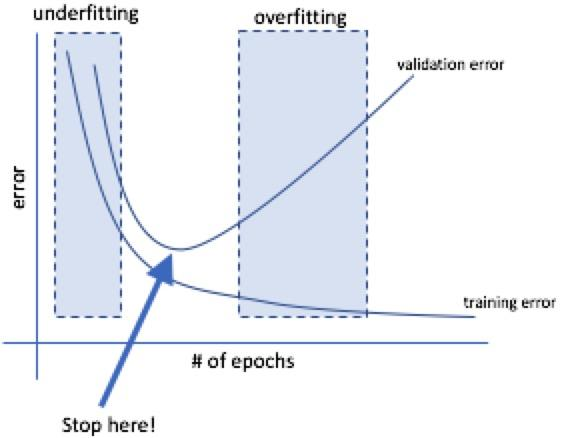 underfitting
overfitting
validation error
error
training error
# of epochs
Stop here!